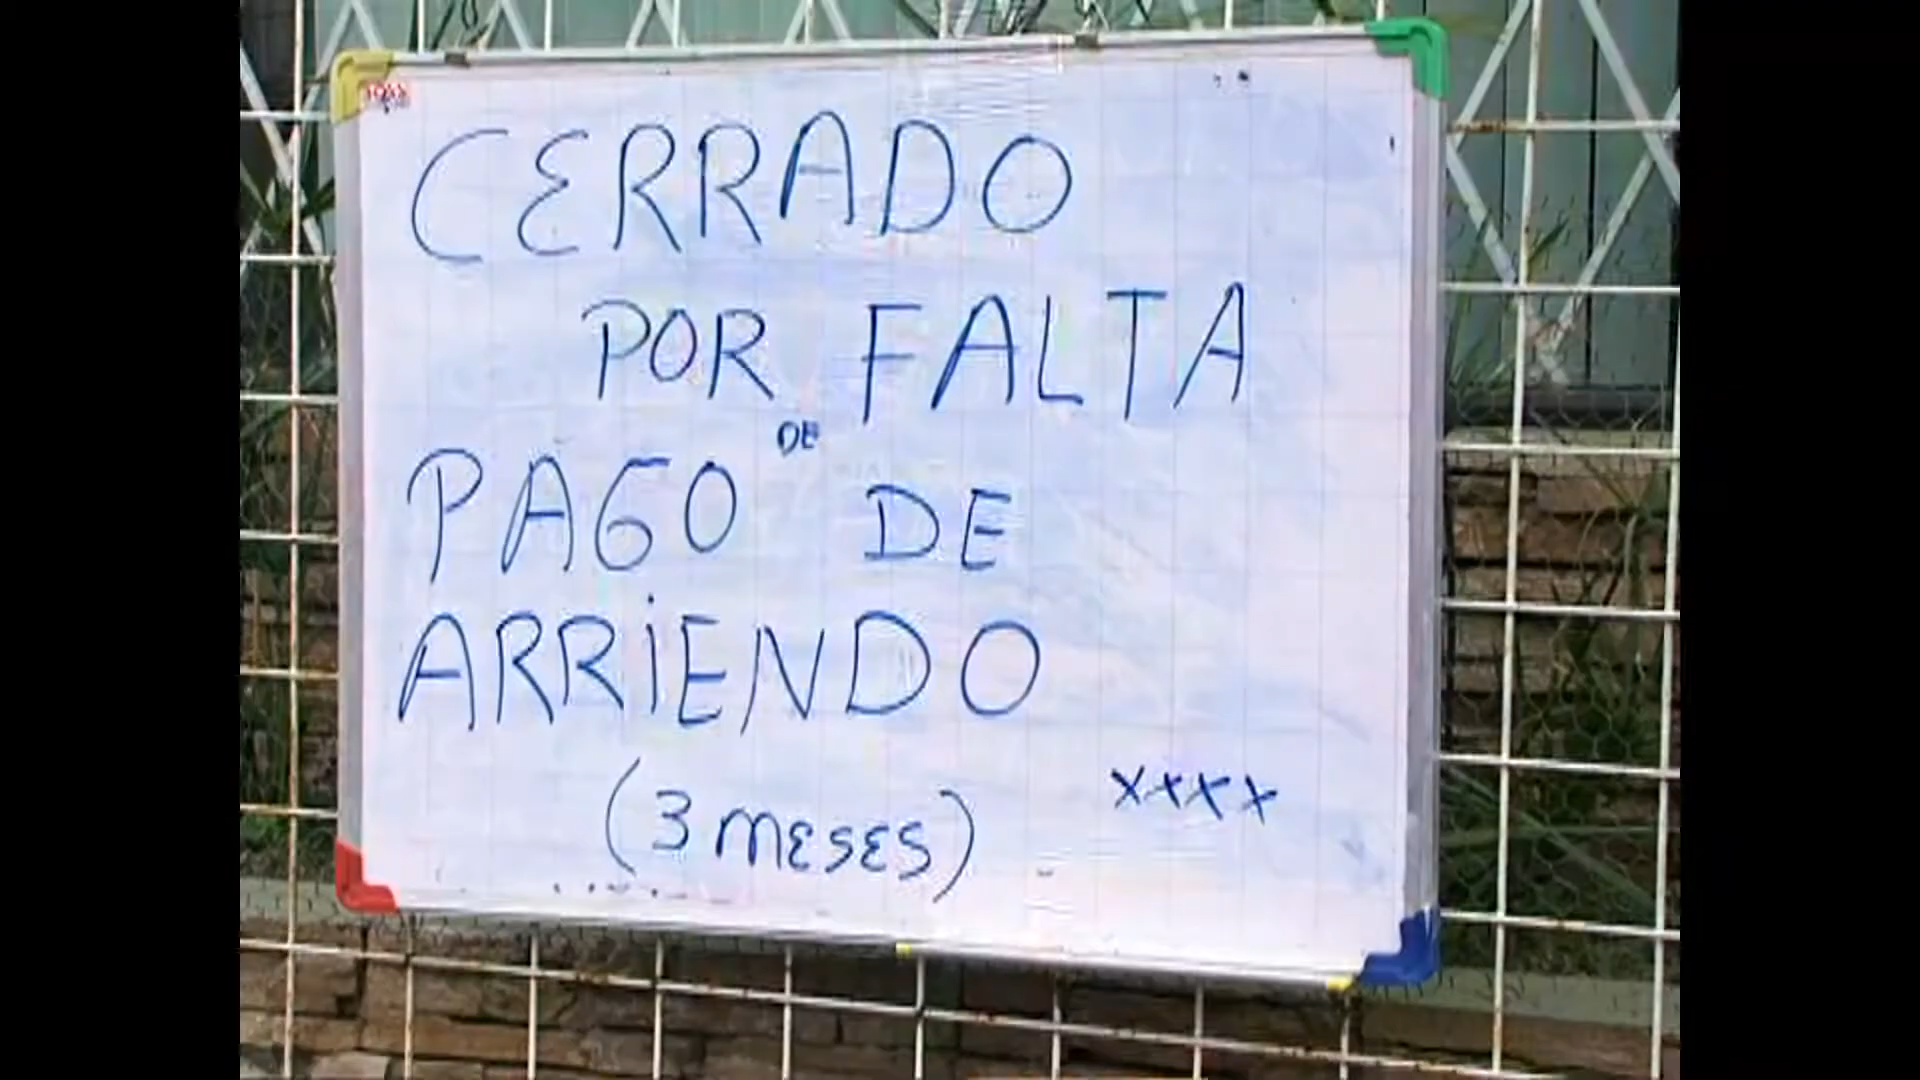 CERRADO
POR FALTA
DE
PAGO DE
ARRiENDO
(3 MESES) xxxx